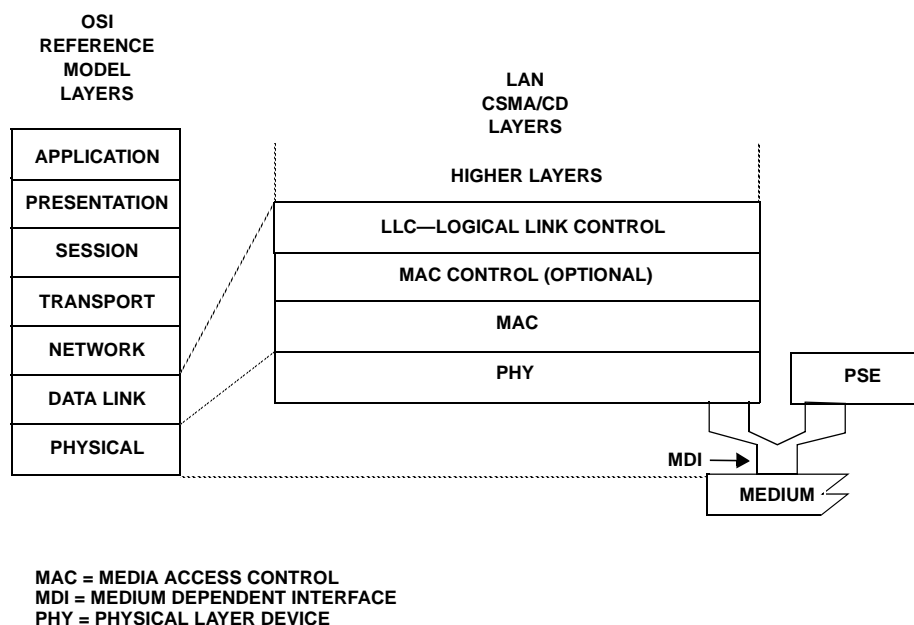 OSI
REFERENCE
MODEL
LAYERS
LAN
CSMA/CD
LAYERS
APPLICATION
PRESENTATION
SESSION
TRANSPORT
NETWORK
DATA LINK
PHYSICAL
HIGHER LAYERS
LLC—LOGICAL LINK CONTROL
MAC CONTROL (OPTIONAL)
MAC
PHY
PSE
MDI
MEDIUM
MAC = MEDIA ACCESS CONTROL
MDI = MEDIUM DEPENDENT INTERFACE
PHY = PHYSICAL LAYER DEVICE